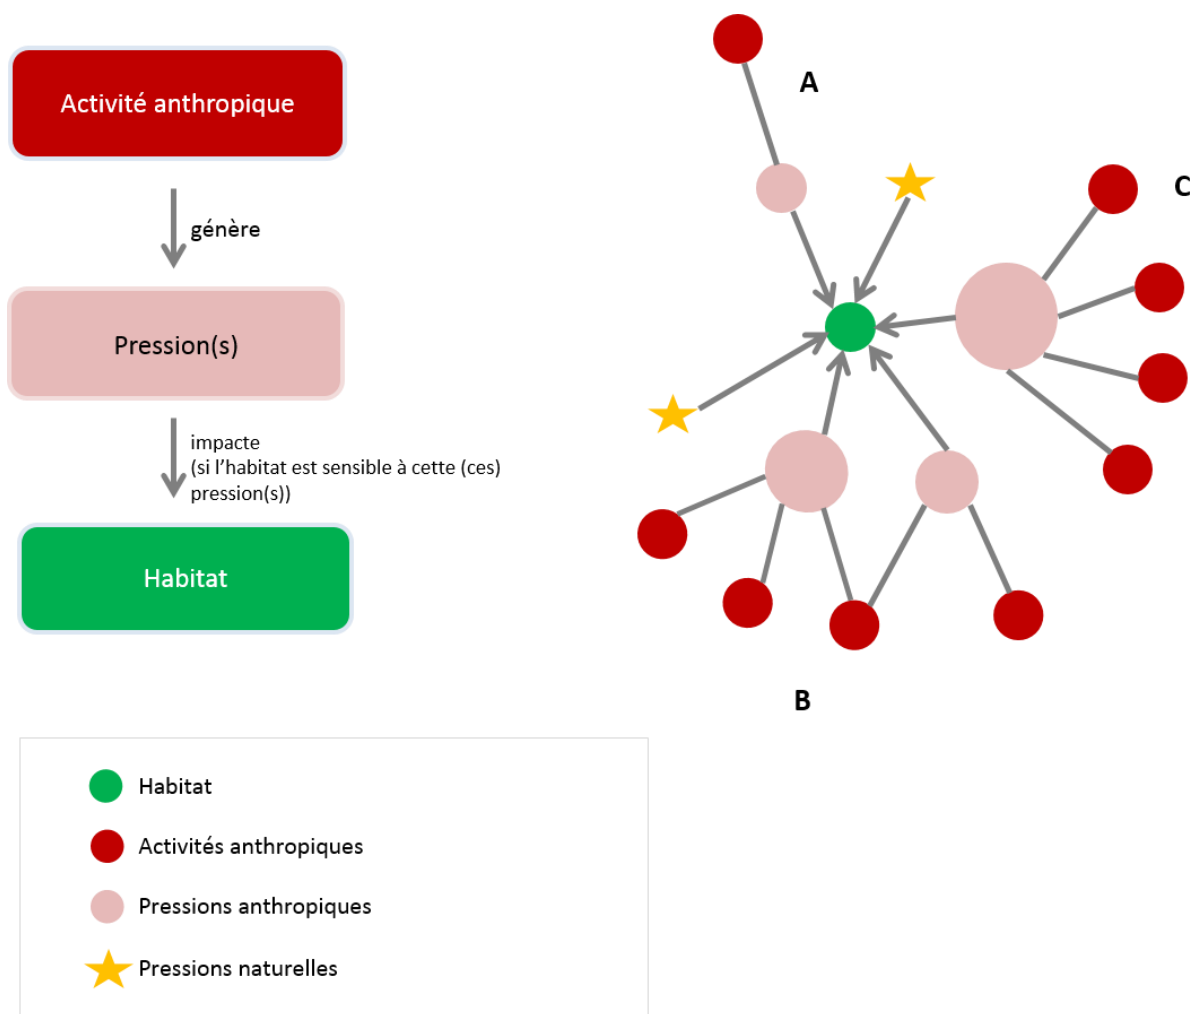 Activité anthropique
génère
Pression(s)
impacte
(si l’habitat est sensible à cette (ces)
pression(s))
Habitat
A
C
B
Habitat
Activités anthropiques
Pressions anthropiques
Pressions naturelles